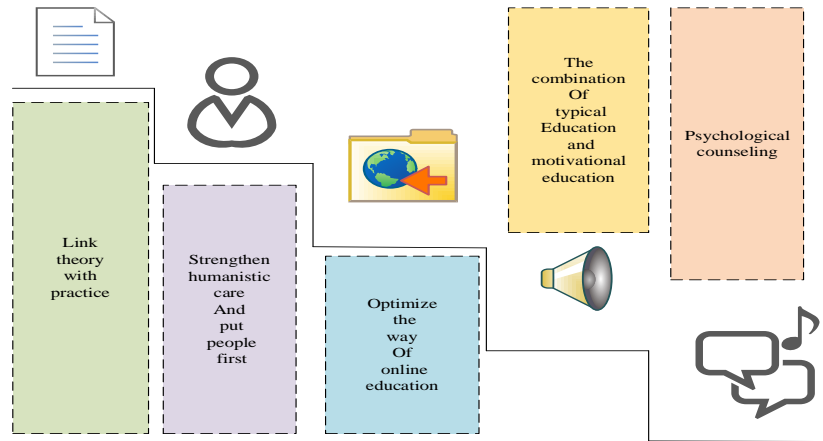 Link
theory
with
practice
Strengthen
humanistic
care
And
put
people
first
Optimize
the
way
Of
online
education
The
combination
Of
typical
Education
and
motivational
education
Psychological
counseling